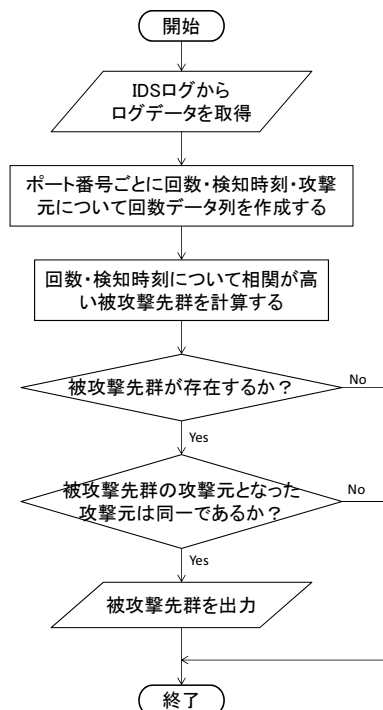 開始
IDSログから
ログデータを取得
ポート番号ごとに回数・検知時刻・攻撃
元について回数データ列を作成する
回数・検知時刻について相関が高
い被攻撃先群を計算する
被攻撃先群が存在するか？
No
Yes
被攻撃先群の攻撃元となった
攻撃元は同一であるか？
No
Yes
被攻撃先群を出力
終了